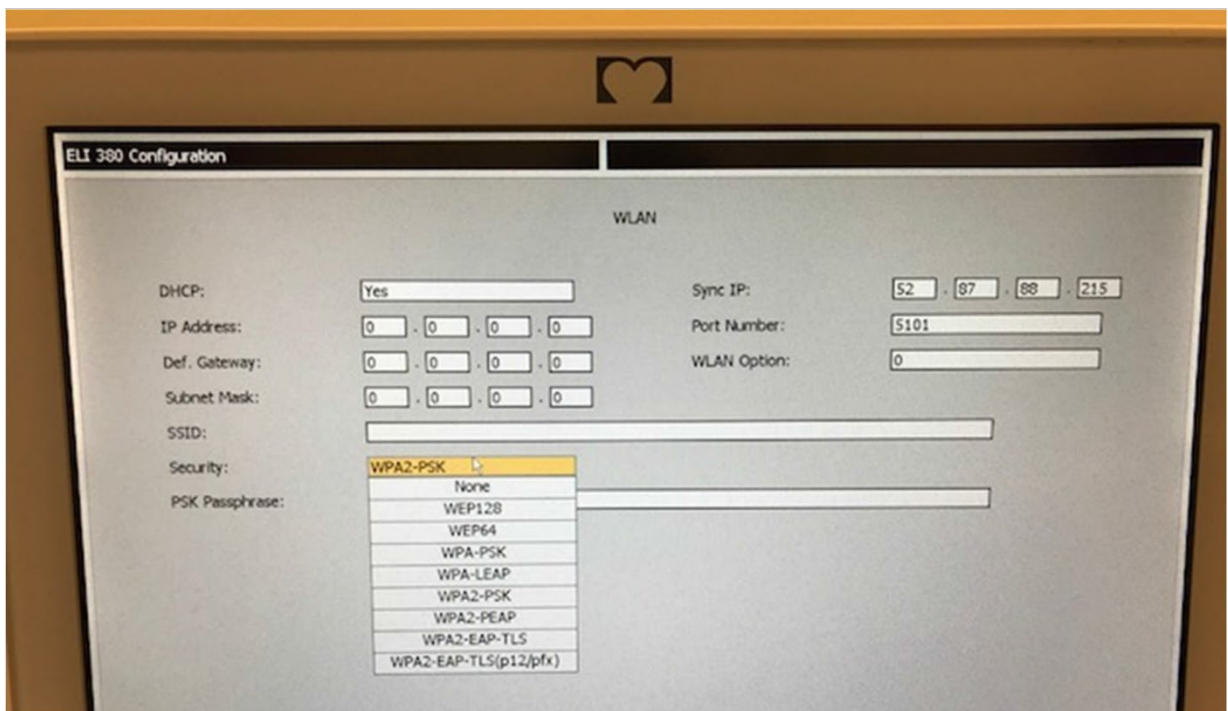 ELI 380 Configuration
WLAN
DHCP: Yes Sync IP: 52 . 87 . 88 . 215
IP Address: 0 . 0 . 0 . 0 Port Number: 5101
Def. Gateway: 0 . 0 . 0 . 0 WLAN Option: 0
Subnet Mask: 0 . 0 . 0 . 0
SSID:
Security: WPA2-PSK
None
PSK Passphrase:
WEP128
WEP64
WPA-PSK
WPA-LEAP
WPA2-PSK
WPA2-PEAP
WPA2-EAP-TLS
WPA2-EAP-TLS(p12/pfx)